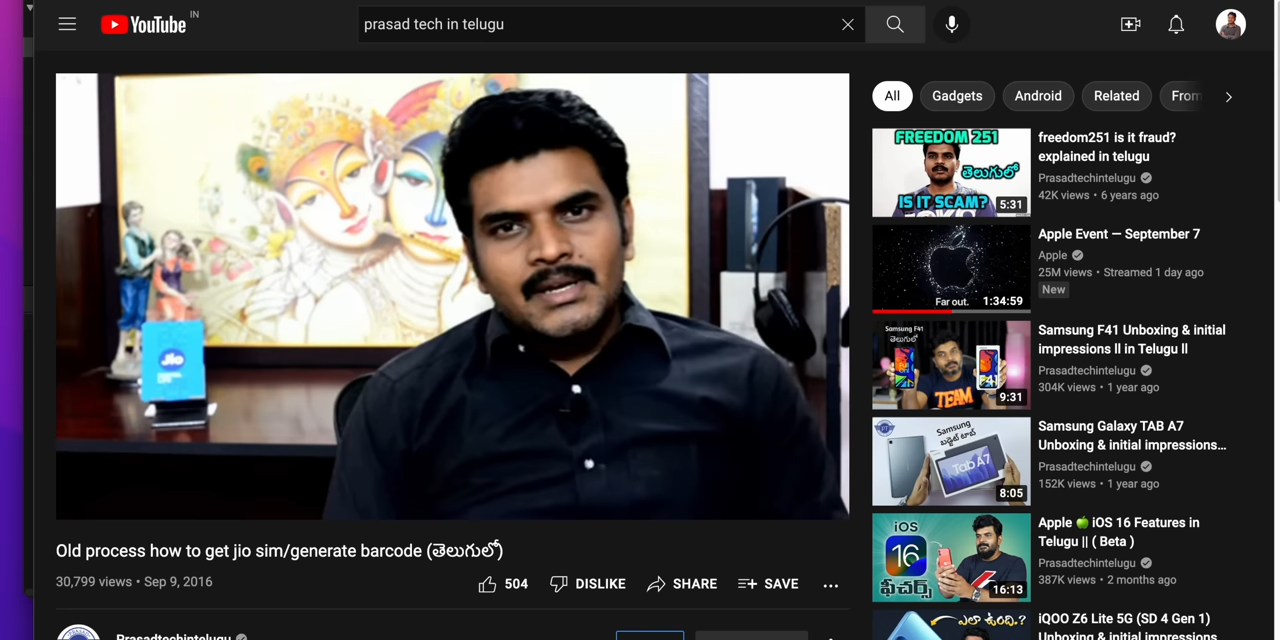 YouTube IN
prasad tech in telugu
Jio
Old process how to get jio sim/generate barcode (తెలుగులో)
30,799 views • Sep 9, 2016
504 DISLIKE SHARE SAVE ...
Prasadtechintelugu
All Gadgets Android Related From
FREEDOM 251
తెలుగులో
IS IT SCAM?
5:31
freedom251 is it fraud?
explained in telugu
Prasadtechintelugu
42K views • 6 years ago
Far out.
1:34:59
Apple Event — September 7
Apple
25M views • Streamed 1 day ago
New
Samsung F41
తెలుగులో
F41
TEAM
9:31
Samsung F41 Unboxing & initial
impressions ll in Telugu ll
Prasadtechintelugu
304K views • 1 year ago
Samsung
బడ్జెట్ టాబ్
Tab A7
8:05
Samsung Galaxy TAB A7
Unboxing & initial impressions...
Prasadtechintelugu
152K views • 1 year ago
iOS
16
ఫీచర్స్
16:13
Apple 🍏 iOS 16 Features in
Telugu || ( Beta )
Prasadtechintelugu
387K views • 2 months ago
ఎలా ఉంది.?
iQOO Z6 Lite 5G (SD 4 Gen 1)
Unboxing & initial impressions